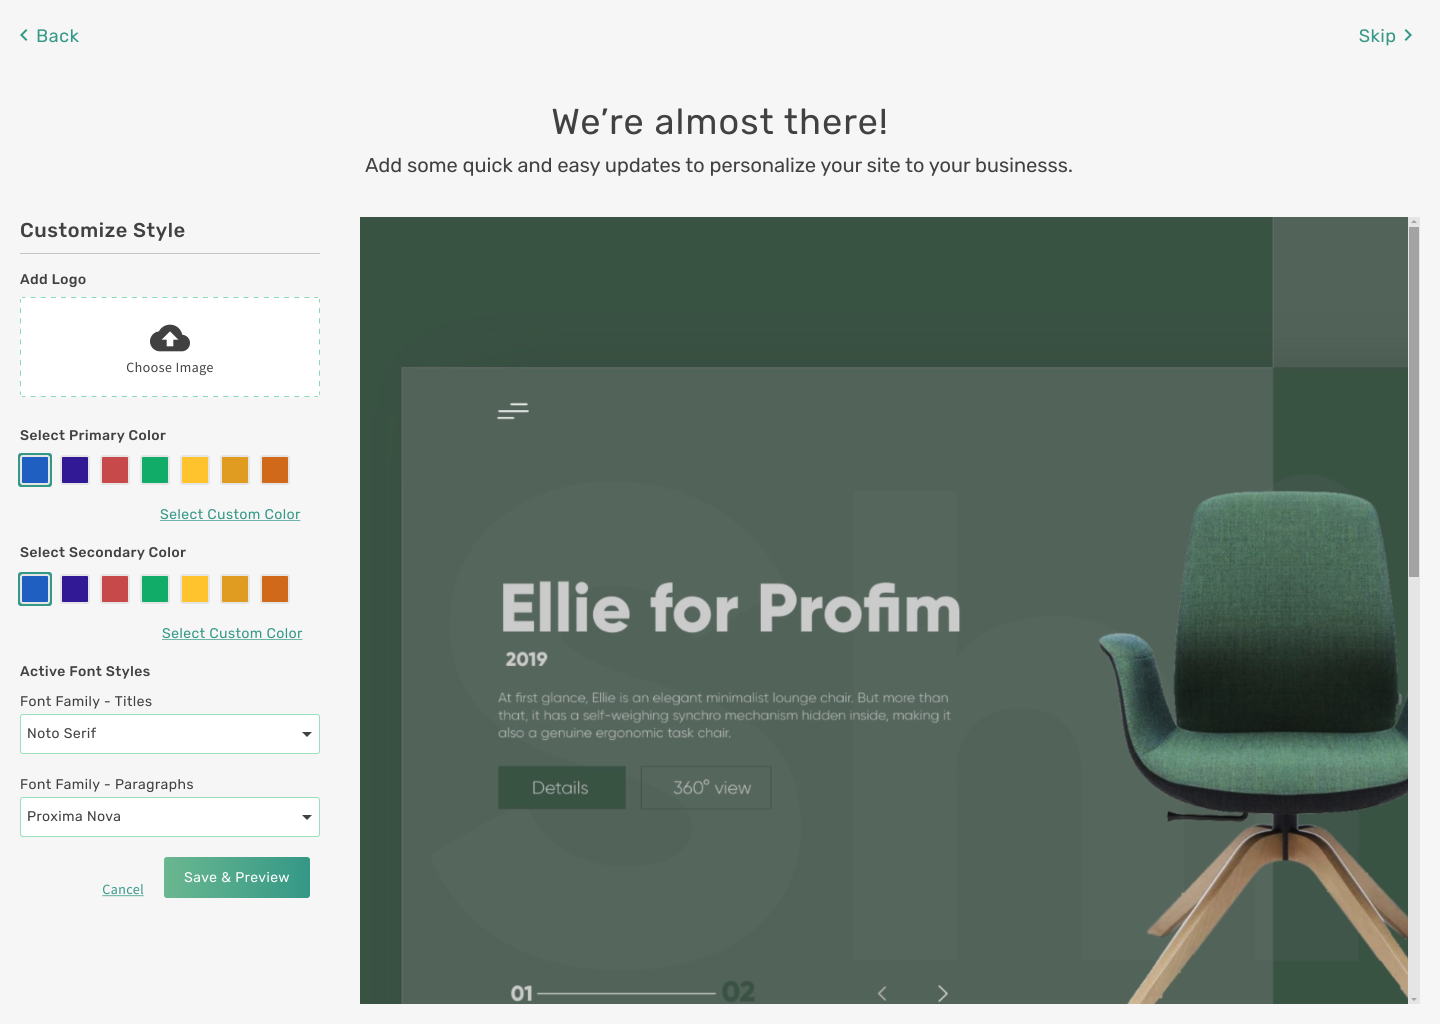 Back
Skip
We’re almost there!
Add some quick and easy updates to personalize your site to your businesss.
Customize Style
Add Logo
Choose Image
Select Primary Color
Select Custom Color
Select Secondary Color
Select Custom Color
Active Font Styles
Font Family - Titles
Noto Serif
Font Family - Paragraphs
Proxima Nova
Cancel
Save & Preview
Ellie for Profim
2019
At first glance, Ellie is an elegant minimalist lounge chair. But more than
that, it has a self-weighing synchro mechanism hidden inside, making it
also a genuine ergonomic task chair.
Details
360° view
01
02